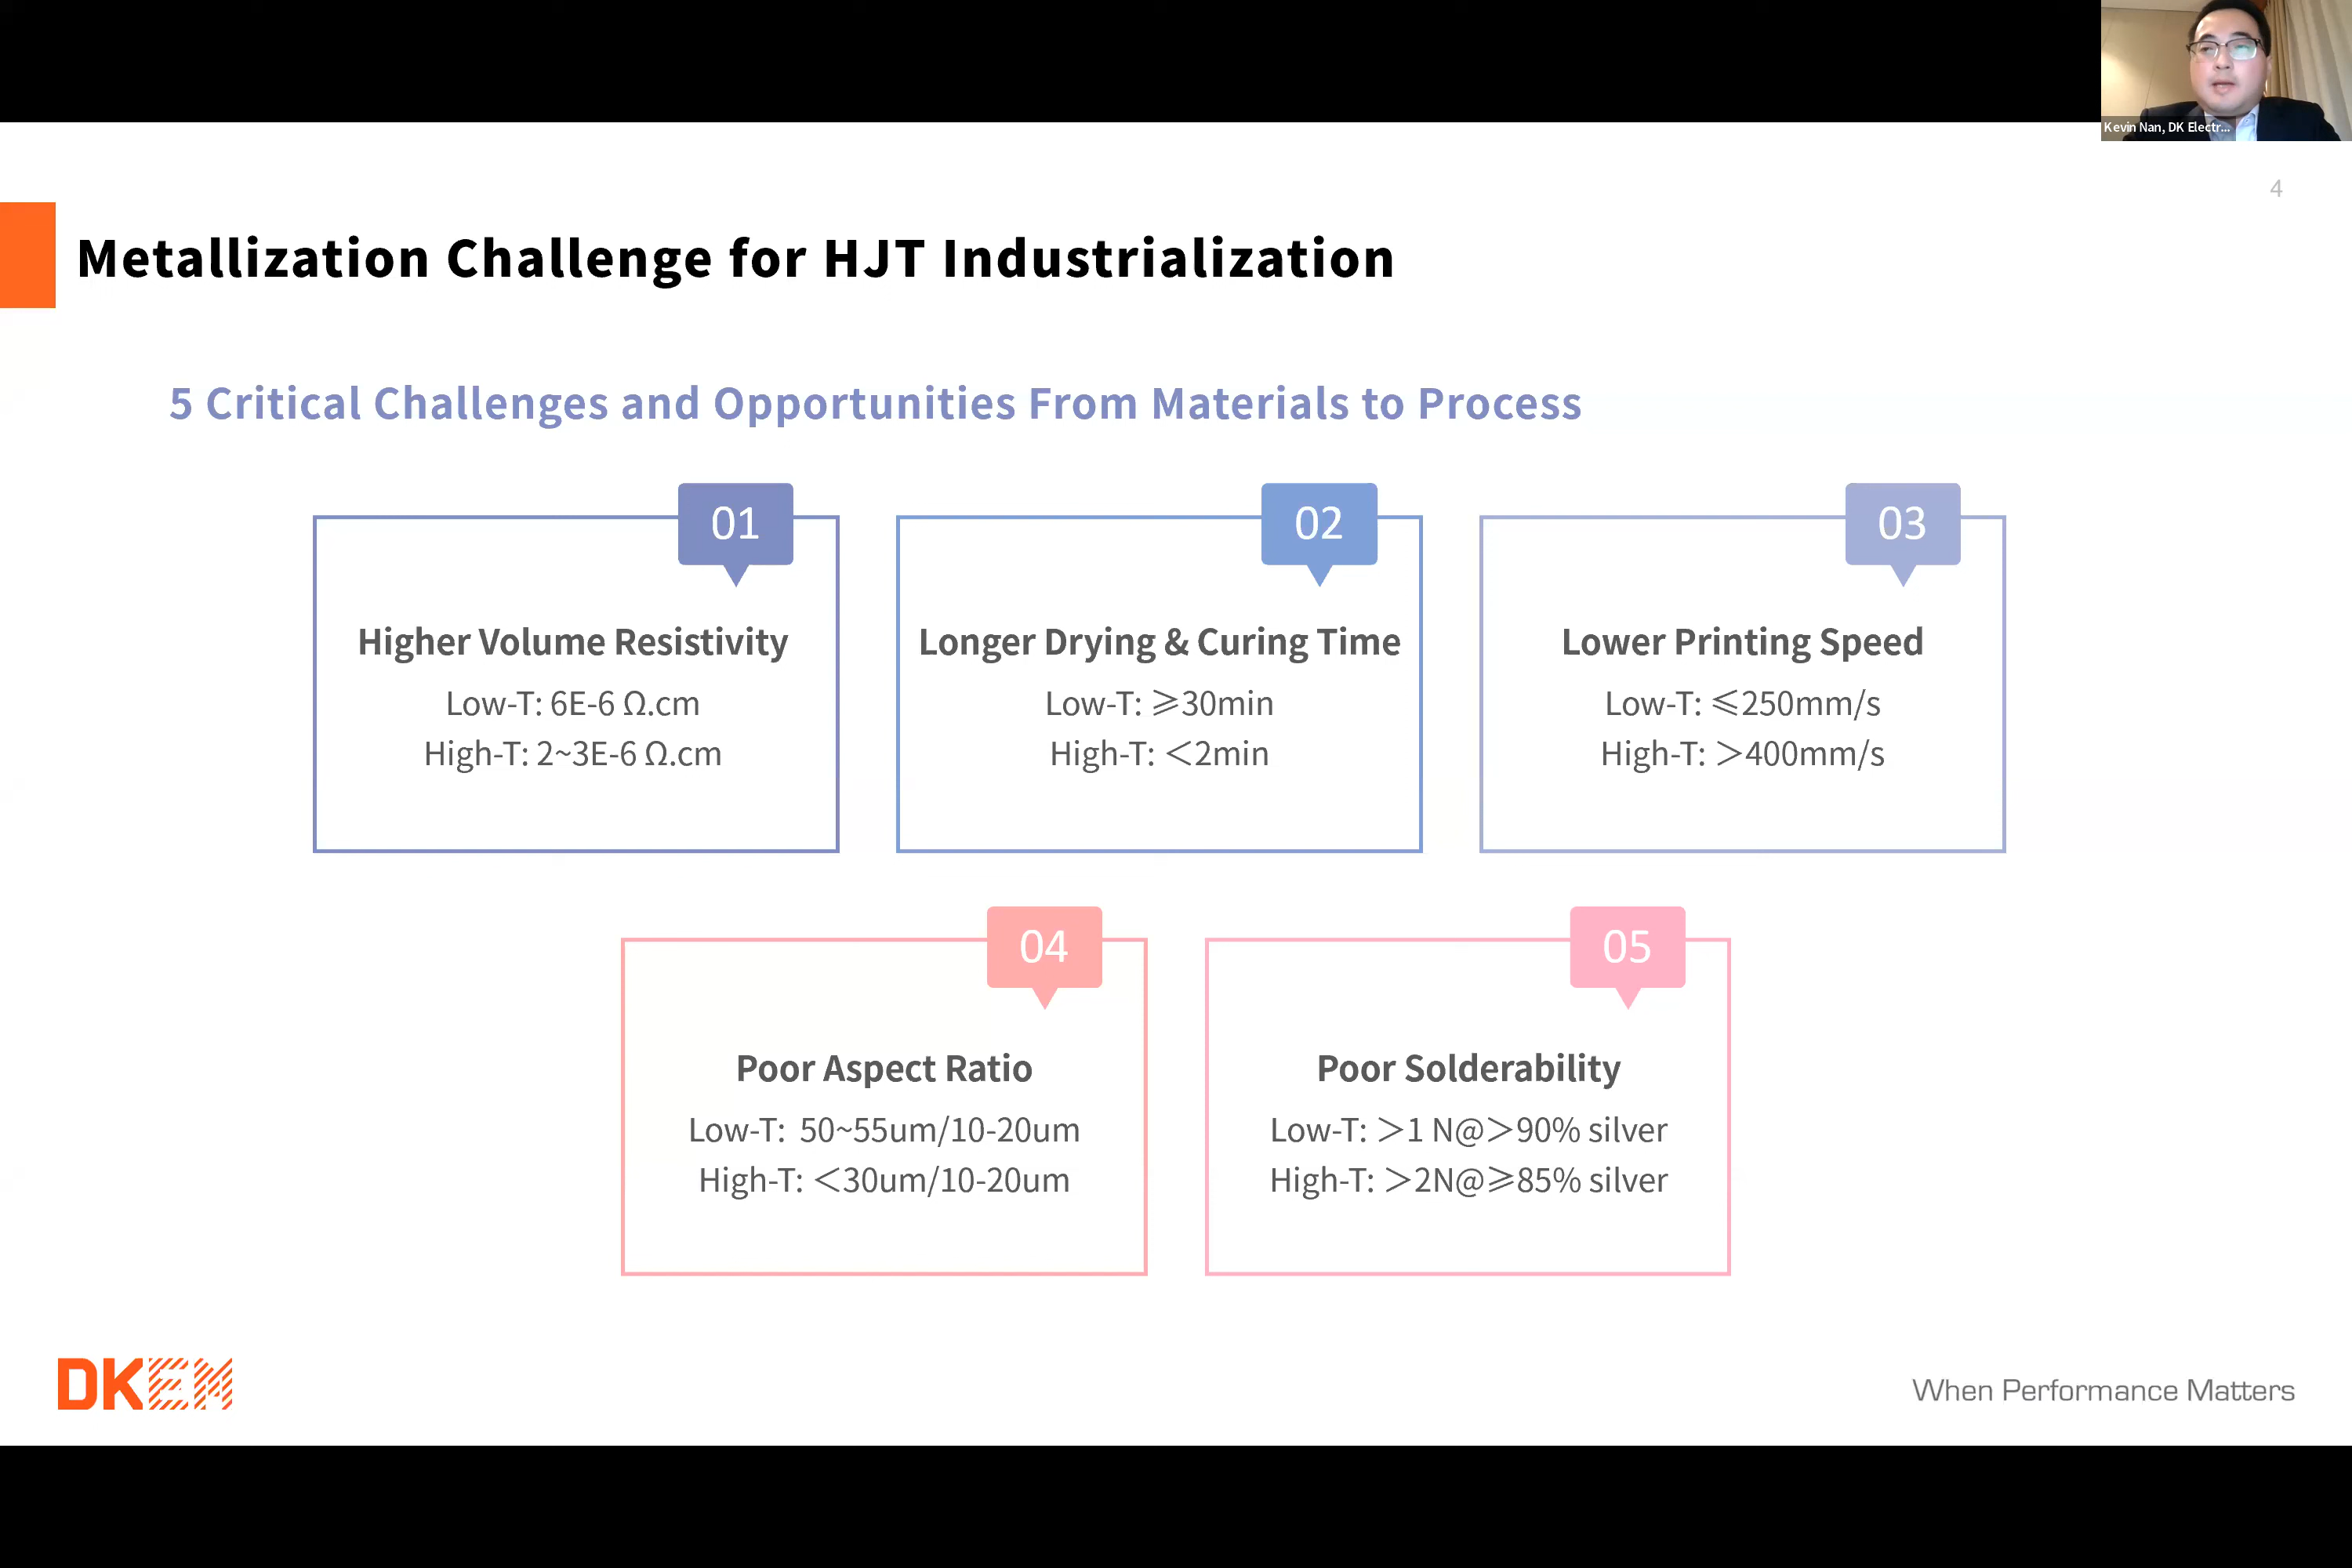 Kevin Nan, DK Electr...
4
Metallization Challenge for HJT Industrialization
5 Critical Challenges and Opportunities From Materials to Process
01
Higher Volume Resistivity
Low-T: 6E-6 Ω.cm
High-T: 2~3E-6 Ω.cm
02
Longer Drying & Curing Time
Low-T: ⩾30min
High-T: <2min
03
Lower Printing Speed
Low-T: ⩽250mm/s
High-T: >400mm/s
04
Poor Aspect Ratio
Low-T: 50~55um/10-20um
High-T: <30um/10-20um
05
Poor Solderability
Low-T: >1 N@>90% silver
High-T: >2N@⩾85% silver
DKEM
When Performance Matters